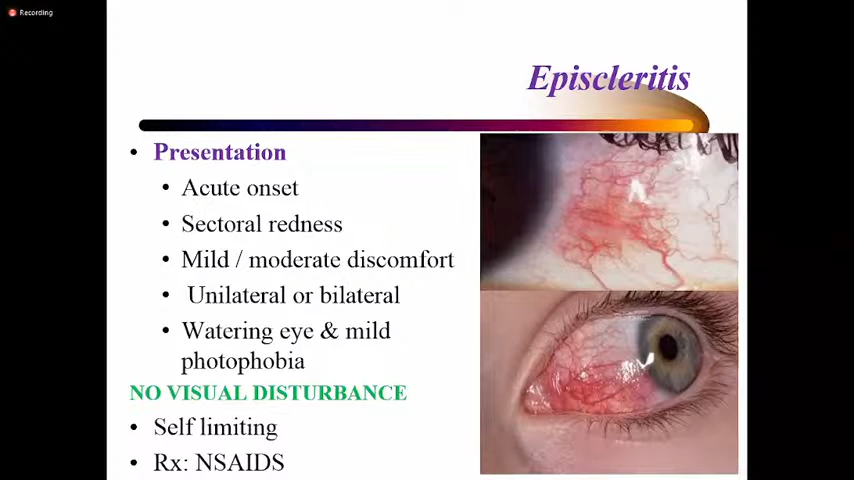 Recording
Episcleritis
• Presentation
• Acute onset
• Sectoral redness
• Mild / moderate discomfort
• Unilateral or bilateral
• Watering eye & mild
photophobia
NO VISUAL DISTURBANCE
• Self limiting
• Rx: NSAIDS